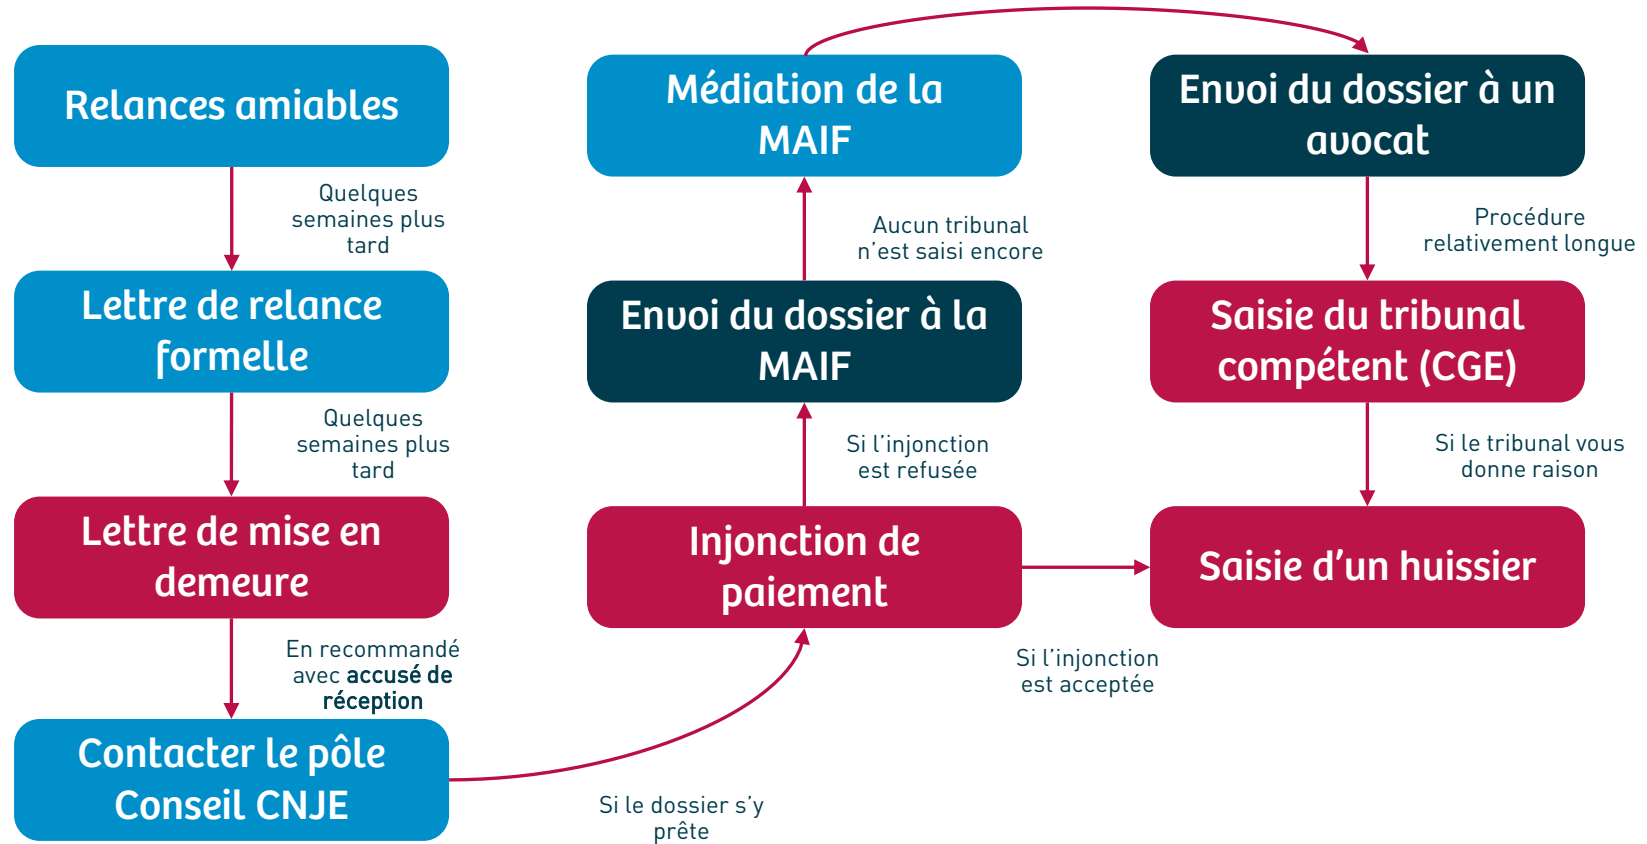 Relances amiables
Quelques
semaines plus
tard
Lettre de relance
formelle
Quelques
semaines plus
tard
Lettre de mise en
demeure
En recommandé
avec accusé de
réception
Contacter le pôle
Conseil CNJE
Si le dossier s’y
prête
Injonction de
paiement
Si l’injonction
est refusée
Envoi du dossier à la
MAIF
Aucun tribunal
n’est saisi encore
Médiation de la
MAIF
Envoi du dossier à un
avocat
Procédure
relativement longue
Saisie du tribunal
compétent (CGE)
Si le tribunal vous
donne raison
Saisie d’un huissier
Si l’injonction
est acceptée